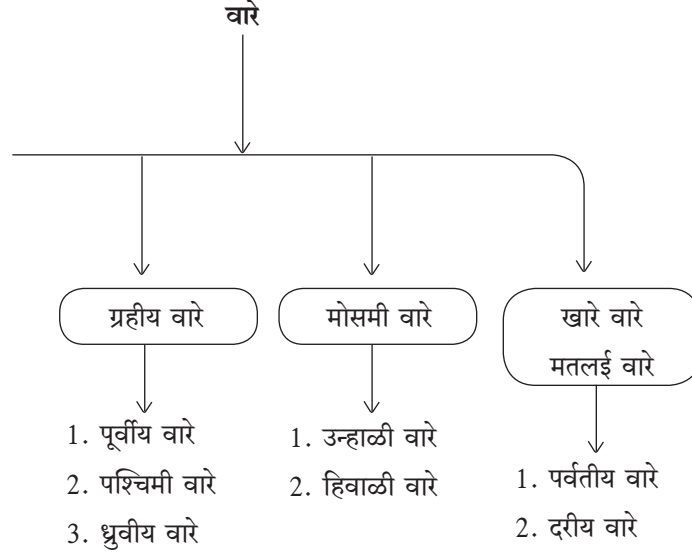 वारे
ग्रहीय वारे
1. पूर्वीय वारे
2. पश्चिमी वारे
3. ध्रुवीय वारे
मोसमी वारे
1. उन्हाळी वारे
2. हिवाळी वारे
खारे वारे
मतलई वारे
1. पर्वतीय वारे
2. दरीय वारे